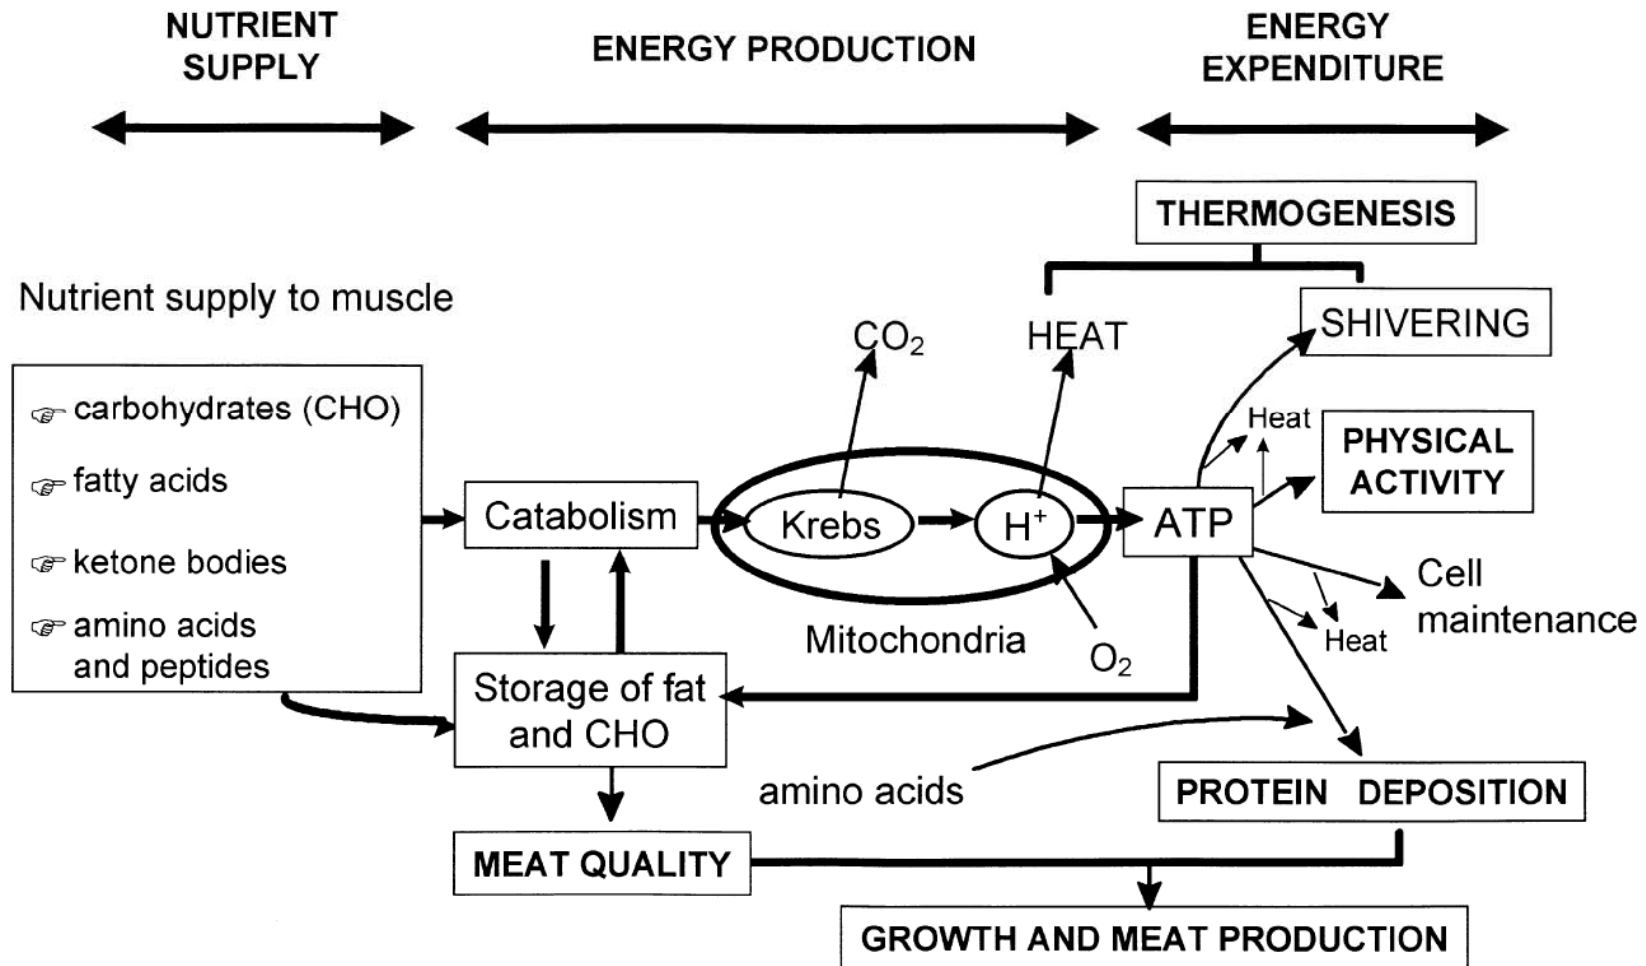 NUTRIENT
SUPPLY
ENERGY PRODUCTION
ENERGY
EXPENDITURE
THERMOGENESIS
Nutrient supply to muscle
CO₂
HEAT
SHIVERING
carbohydrates (CHO)
fatty acids
ketone bodies
amino acids
and peptides
Heat
PHYSICAL
ACTIVITY
Catabolism
Krebs
H⁺
ATP
Cell
maintenance
Heat
Mitochondria
O₂
Storage of fat
and CHO
amino acids
PROTEIN DEPOSITION
MEAT QUALITY
GROWTH AND MEAT PRODUCTION